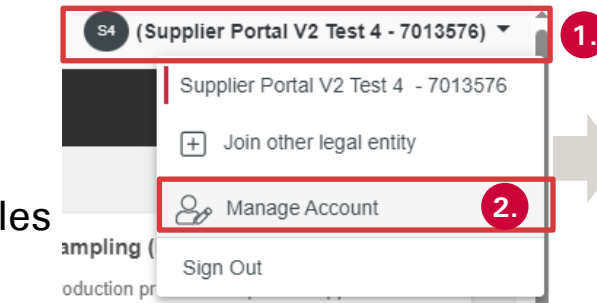 S4 (Supplier Portal V2 Test 4 - 7013576) 1.
Supplier Portal V2 Test 4 - 7013576
Join other legal entity
Manage Account 2.
les
ampling (
Sign Out
oduction pr